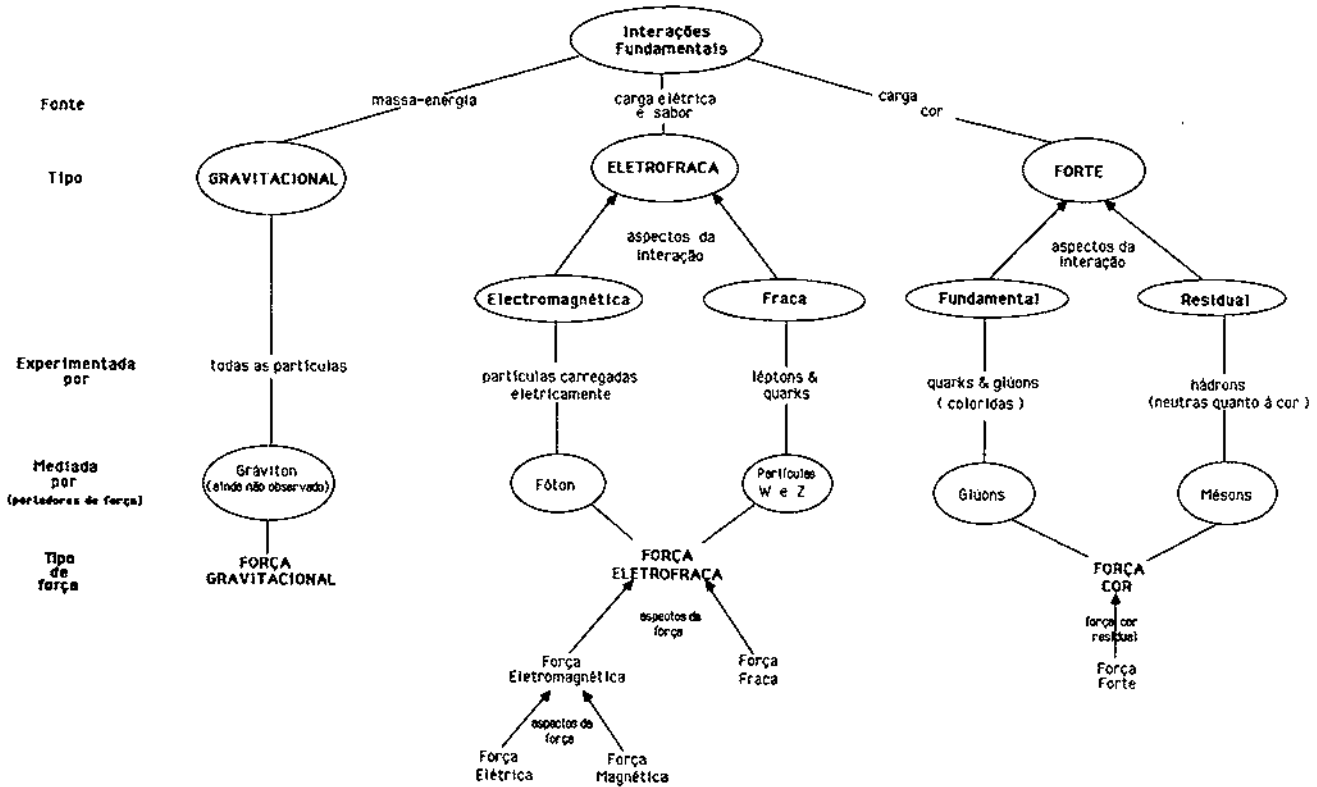 Interações
Fundamentais
Fonte
massa-energia
carga elétrica
e sabor
carga
cor
Tipo
GRAVITACIONAL
ELETROFRACA
FORTE
aspectos da
interação
aspectos da
interação
Electromagnética
Fraca
Fundamental
Residual
Experimentada
por
todas as partículas
partículas carregadas
eletricamente
léptons &
quarks
quarks & glúons
( coloridas )
hádrons
(neutras quanto à cor )
Mediada
por
(portadores de força)
Gráviton
(ainda não observado)
Fóton
Partículas
W e Z
Glúons
Mésons
Tipo
de
força
FORÇA
GRAVITACIONAL
FORÇA
ELETROFRACA
FORÇA
COR
aspectos da
força
força cor
residual
Força
Eletromagnética
Força
Fraca
Força
Forte
aspectos da
força
Força
Elétrica
Força
Magnética